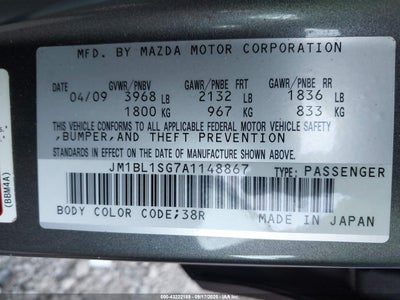 MFD. BY MAZDA MOTOR CORPORATION
GVWR/PNBV GAWR/PNBE FRT GAWR/PNBE RR
04/09 3968 LB 2132 LB 1836 LB
1800 KG 967 KG 833 KG
THIS VEHICLE CONFORMS TO ALL APPLICABLE FEDERAL MOTOR VEHICLE SAFETY
,BUMPER, AND THEFT PREVENTION
STANDARDS IN EFFECT ON THE DATE OF MANUFACTURE SHOWN ABOVE.
JM1BL1SG7A1148867 TYPE: PASSENGER
BODY COLOR CODE;38R MADE IN JAPAN
(BBM4A)